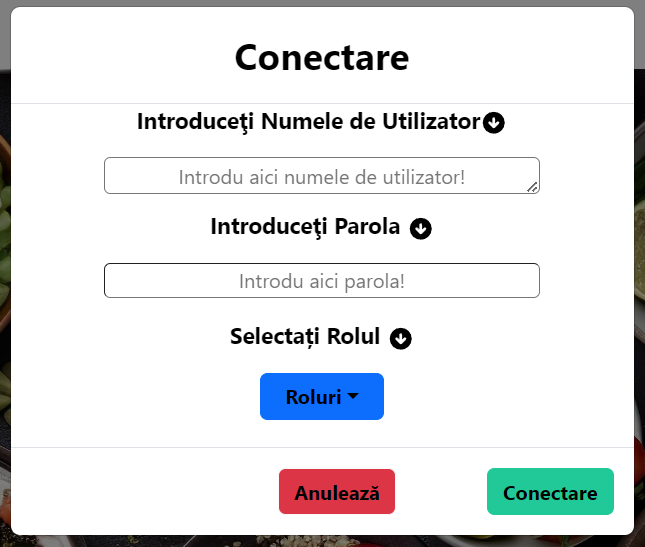 Conectare
Introduceţi Numele de Utilizator
Introdu aici numele de utilizator!
Introduceţi Parola
Introdu aici parola!
Selectați Rolul
Roluri
Anulează
Conectare